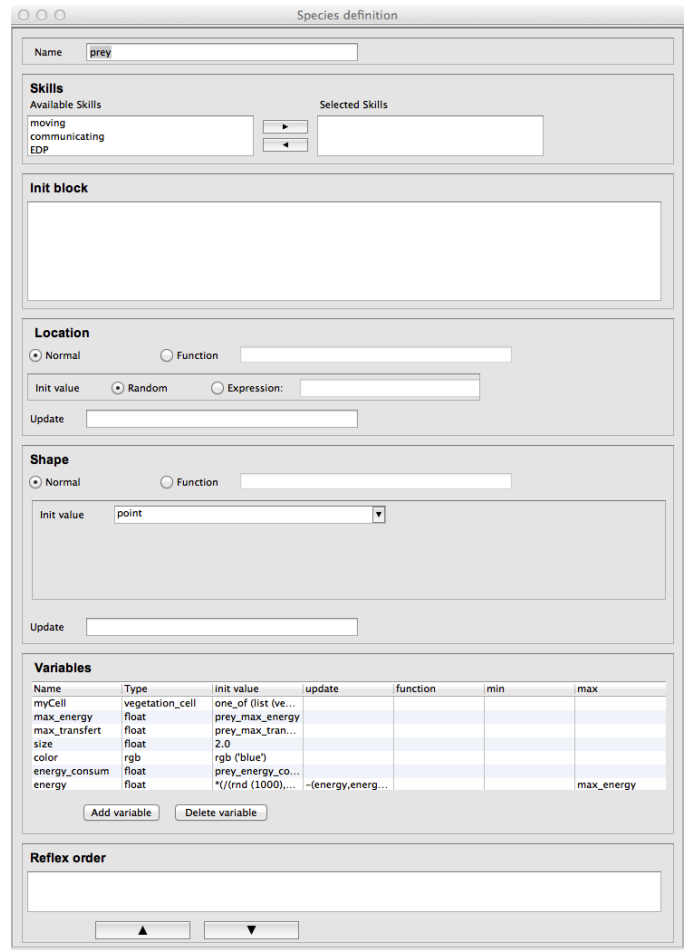 Species definition
Name prey
Skills
Available Skills Selected Skills
moving
communicating
EDP
Init block
Location
Normal Function
Init value Random Expression:
Update
Shape
Normal Function
Init value point
Update
Variables
Name Type init value update function min max
myCell vegetation_cell one_of (list (ve...
max_energy float prey_max_energy
max_transfert float prey_max_tran...
size float 2.0
color rgb rgb ('blue')
energy_consum float prey_energy_co...
energy float *(/(rnd (1000),... -(energy,energ... max_energy
Add variable Delete variable
Reflex order